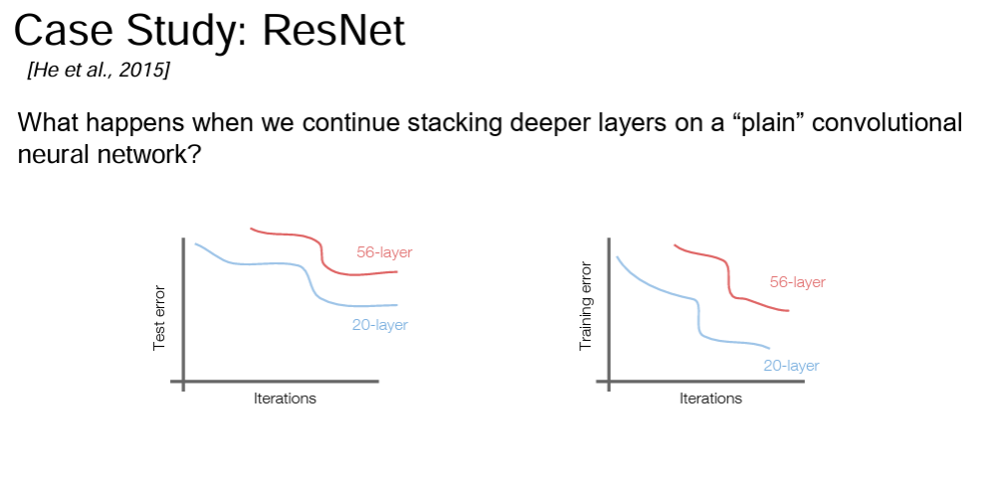 Case Study: ResNet
[He et al., 2015]
What happens when we continue stacking deeper layers on a “plain” convolutional
neural network?
Test error
56-layer
20-layer
Iterations
Training error
56-layer
20-layer
Iterations